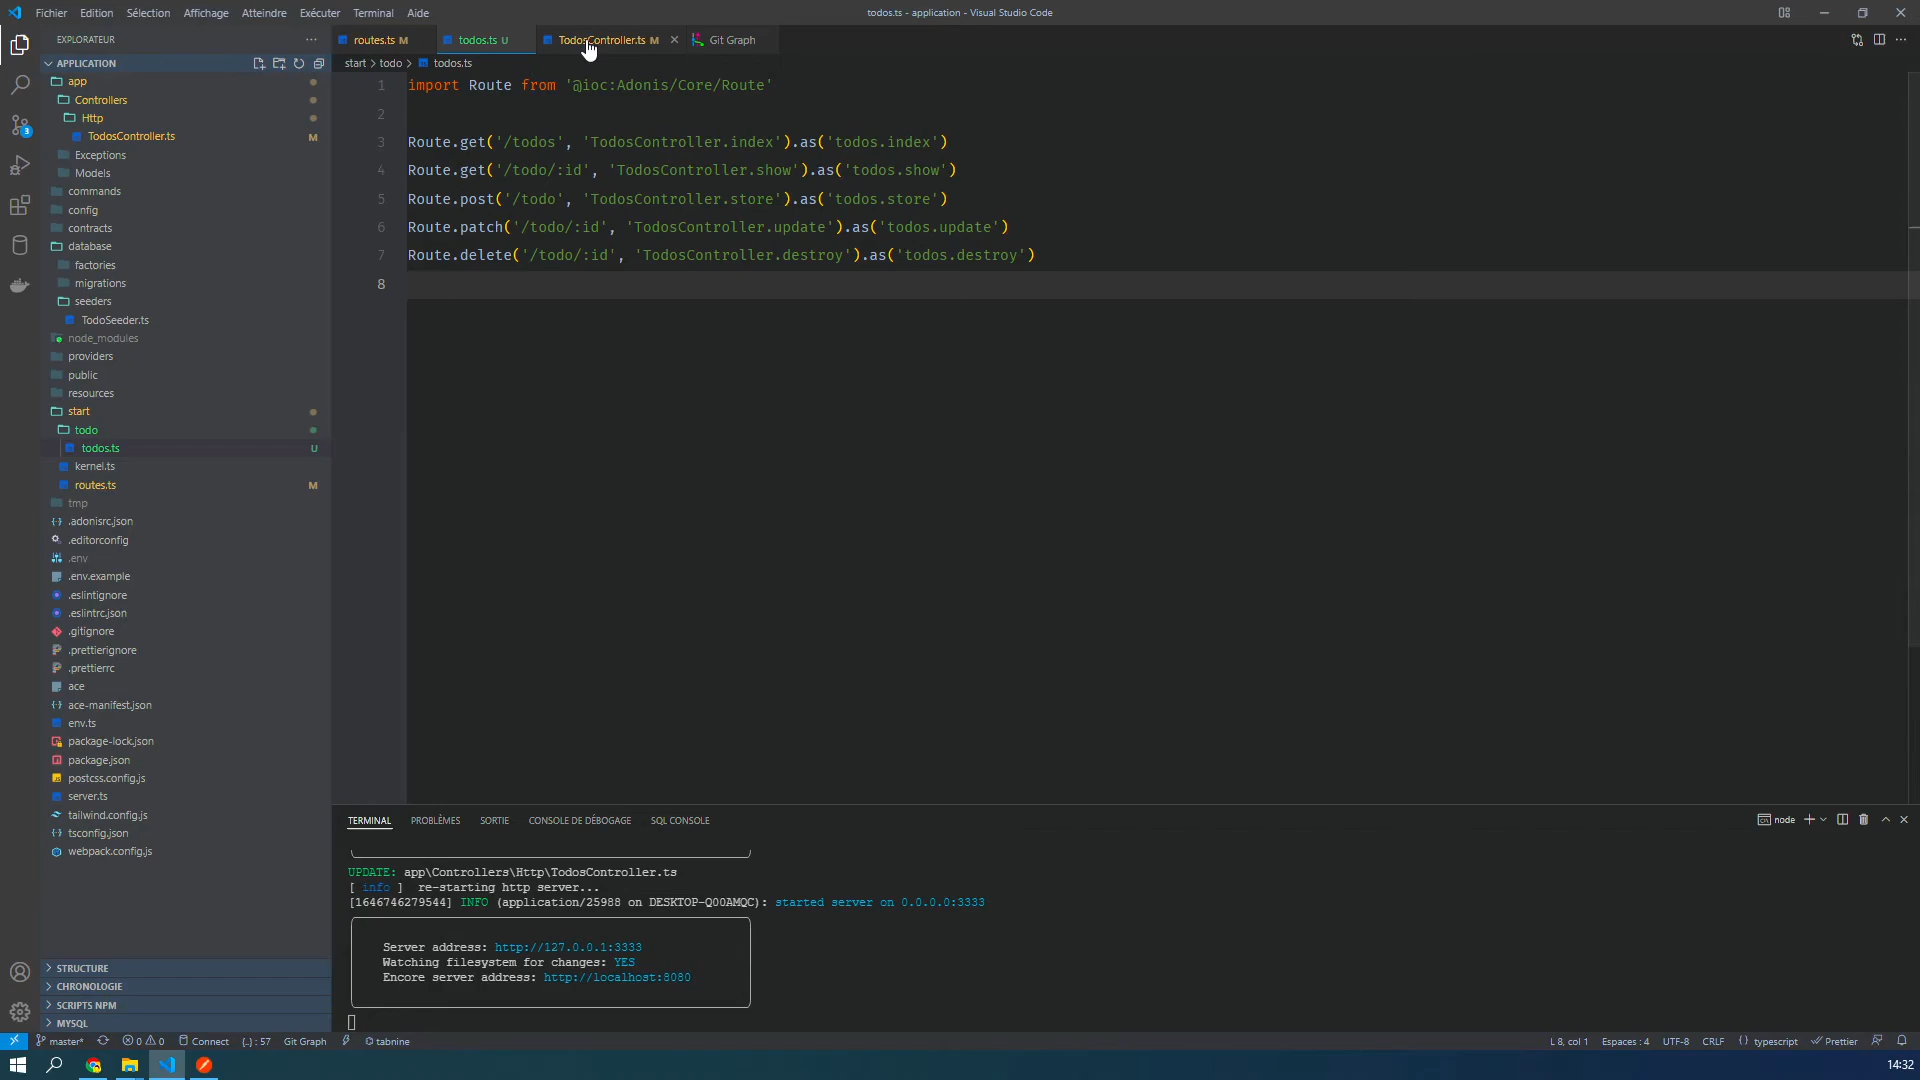 Fichier Edition Sélection Affichage Atteindre Exécuter Terminal Aide
todos.ts - application - Visual Studio Code
EXPLORATEUR
routes.ts M
todos.ts U
TodosController.ts M
Git Graph
APPLICATION
start > todo > todos.ts
app
Controllers
Http
TodosController.ts M
Exceptions
Models
commands
config
contracts
database
factories
migrations
seeders
TodoSeeder.ts
node_modules
providers
public
resources
start
todo
todos.ts U
kernel.ts
routes.ts M
tmp
.adonisrc.json
.editorconfig
.env
.env.example
.eslintignore
.eslintrc.json
.gitignore
.prettierignore
.prettierrc
ace
ace-manifest.json
env.ts
package-lock.json
package.json
postcss.config.js
server.ts
tailwind.config.js
tsconfig.json
webpack.config.js
STRUCTURE
CHRONOLOGIE
SCRIPTS NPM
MYSQL
3
1 import Route from '@ioc:Adonis/Core/Route'
2
3 Route.get('/todos', 'TodosController.index').as('todos.index')
4 Route.get('/todo/:id', 'TodosController.show').as('todos.show')
5 Route.post('/todo', 'TodosController.store').as('todos.store')
6 Route.patch('/todo/:id', 'TodosController.update').as('todos.update')
7 Route.delete('/todo/:id', 'TodosController.destroy').as('todos.destroy')
8
TERMINAL PROBLÈMES SORTIE CONSOLE DE DÉBOGAGE SQL CONSOLE
node
UPDATE: app\Controllers\Http\TodosController.ts
[ info ] re-starting http server...
[1646746279544] INFO (application/25988 on DESKTOP-Q00AMQC): started server on 0.0.0.0:3333
Server address: http://127.0.0.1:3333
Watching filesystem for changes: YES
Encore server address: http://localhost:8080
master* 0 0 Connect {..} : 57 Git Graph tabnine
L 8, col 1 Espaces : 4 UTF-8 CRLF { } typescript Prettier
14:32